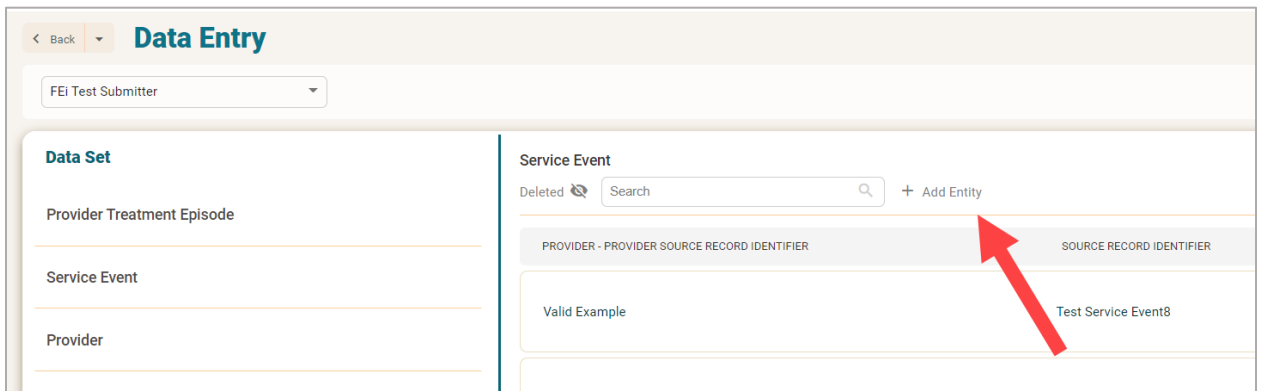 Back
Data Entry
FEi Test Submitter
Data Set
Provider Treatment Episode
Service Event
Provider
Service Event
Deleted Search + Add Entity
PROVIDER - PROVIDER SOURCE RECORD IDENTIFIER SOURCE RECORD IDENTIFIER
Valid Example Test Service Event8